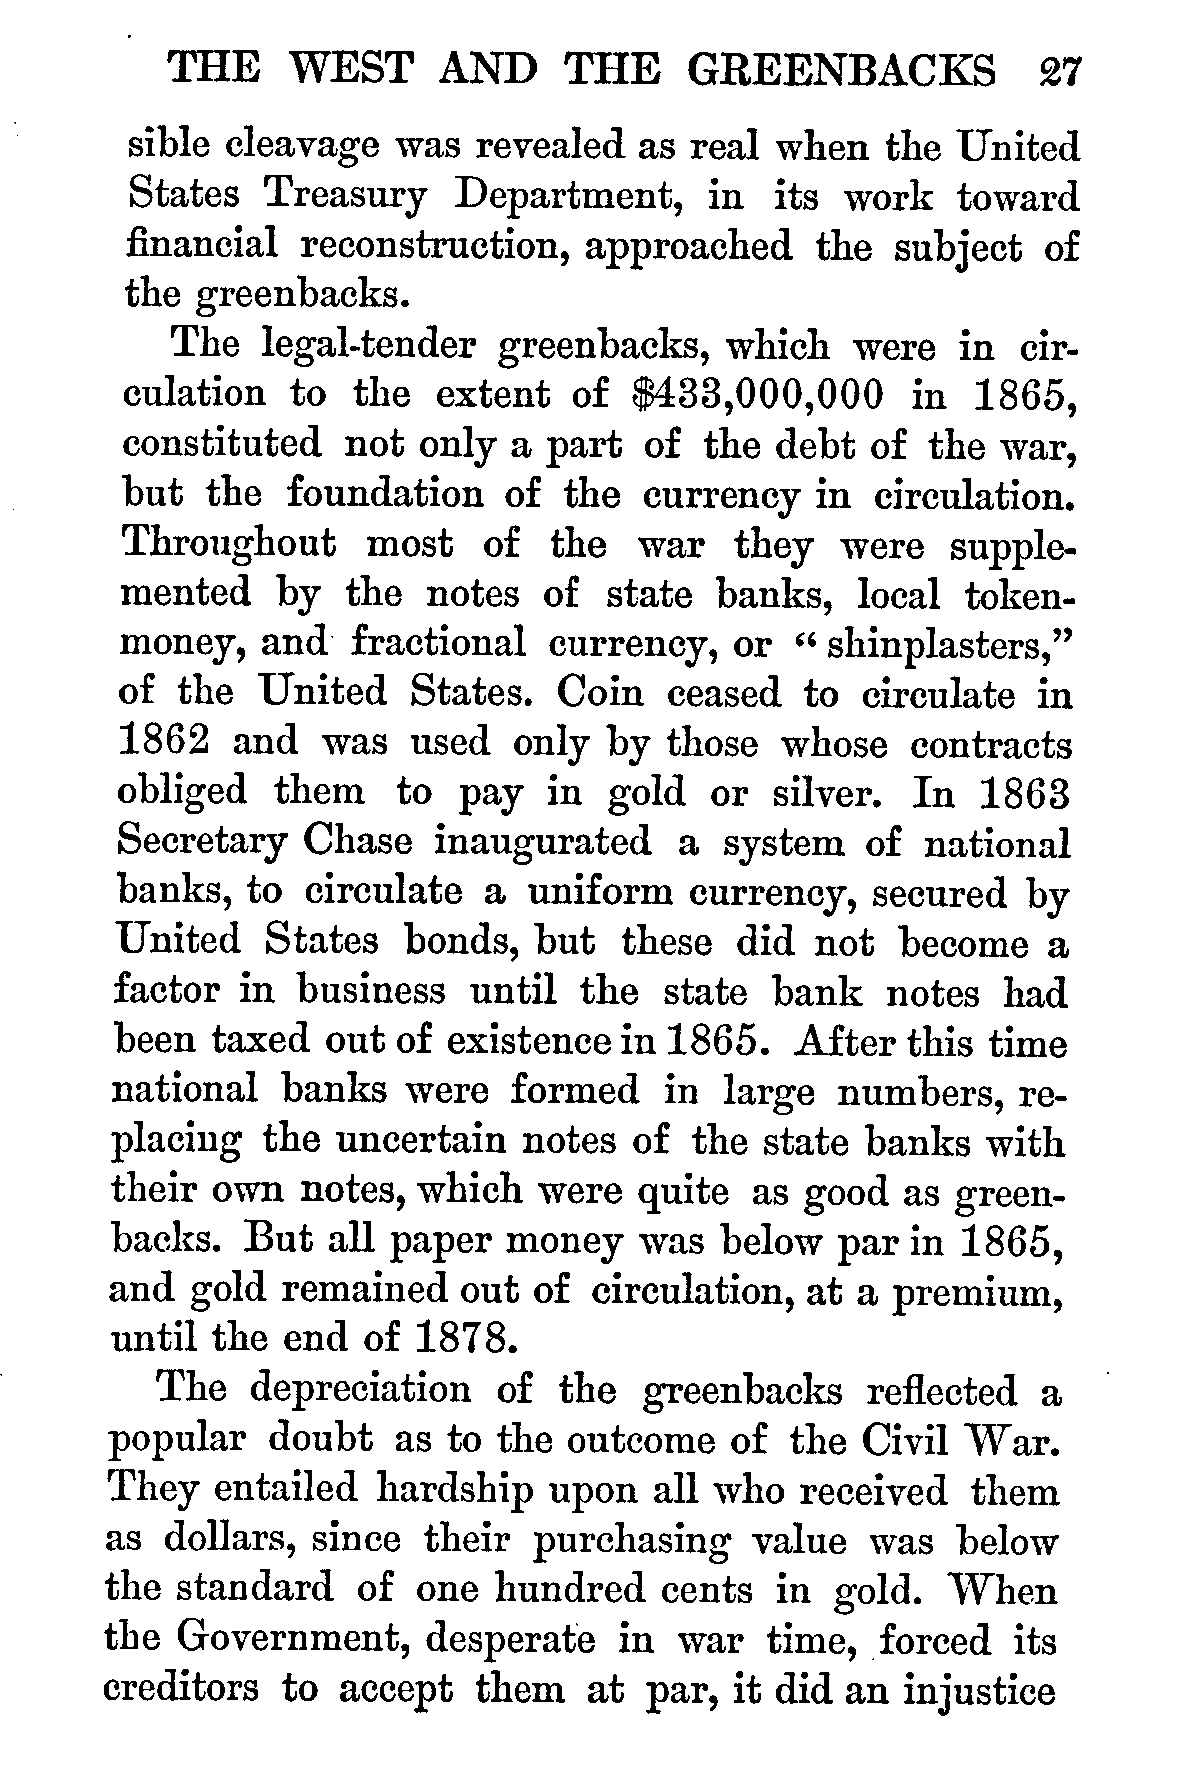 THE WEST AND THE GREENBACKS 27
sible cleavage was revealed as real when the United
States Treasury Department, in its work toward
financial reconstruction, approached the subject of
the greenbacks.
The legal-tender greenbacks, which were in cir-
culation to the extent of $433,000,000 in 1865,
constituted not only a part of the debt of the war,
but the foundation of the currency in circulation.
Throughout most of the war they were supple-
mented by the notes of state banks, local token-
money, and fractional currency, or “ shinplasters,”
of the United States. Coin ceased to circulate in
1862 and was used only by those whose contracts
obliged them to pay in gold or silver. In 1863
Secretary Chase inaugurated a system of national
banks, to circulate a uniform currency, secured by
United States bonds, but these did not become a
factor in business until the state bank notes had
been taxed out of existence in 1865. After this time
national banks were formed in large numbers, re-
placing the uncertain notes of the state banks with
their own notes, which were quite as good as green-
backs. But all paper money was below par in 1865,
and gold remained out of circulation, at a premium,
until the end of 1878.
The depreciation of the greenbacks reflected a
popular doubt as to the outcome of the Civil War.
They entailed hardship upon all who received them
as dollars, since their purchasing value was below
the standard of one hundred cents in gold. When
the Government, desperate in war time, forced its
creditors to accept them at par, it did an injustice